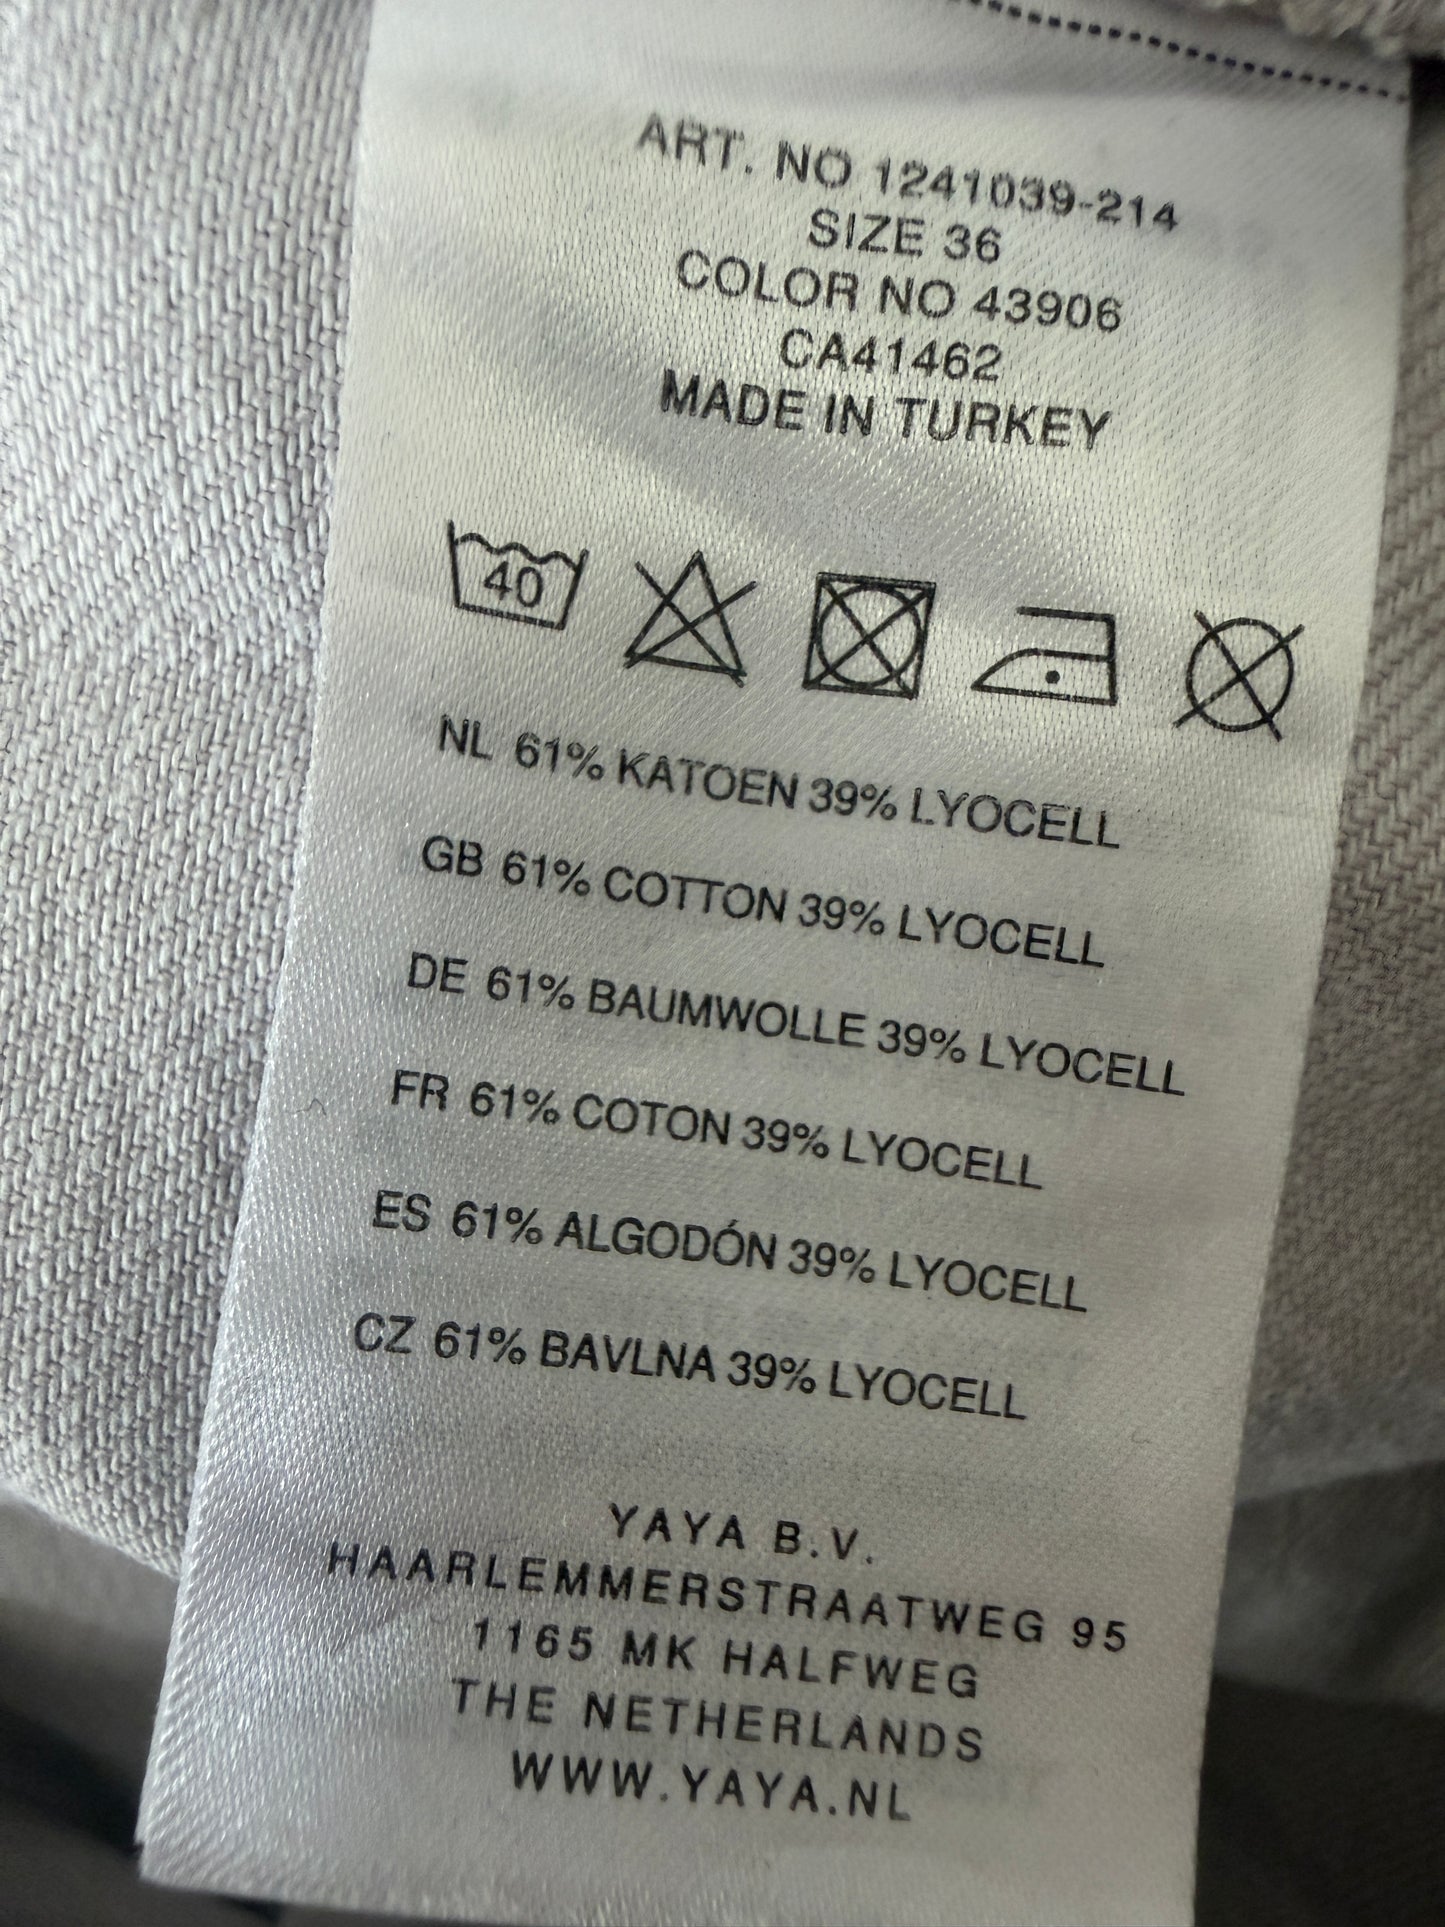 ART. NO 1241039-214
SIZE 36
COLOR NO 43906
CA41462
MADE IN TURKEY
40
NL 61% KATOEN 39% LYOCELL
GB 61% COTTON 39% LYOCELL
DE 61% BAUMWOLLE 39% LYOCELL
FR 61% COTON 39% LYOCELL
ES 61% ALGODÓN 39% LYOCELL
CZ 61% BAVLNA 39% LYOCELL
YAYA B.V.
HAARLEMMERSTRAATWEG 95
1165 MK HALFWEG
THE NETHERLANDS
WWW.YAYA.NL